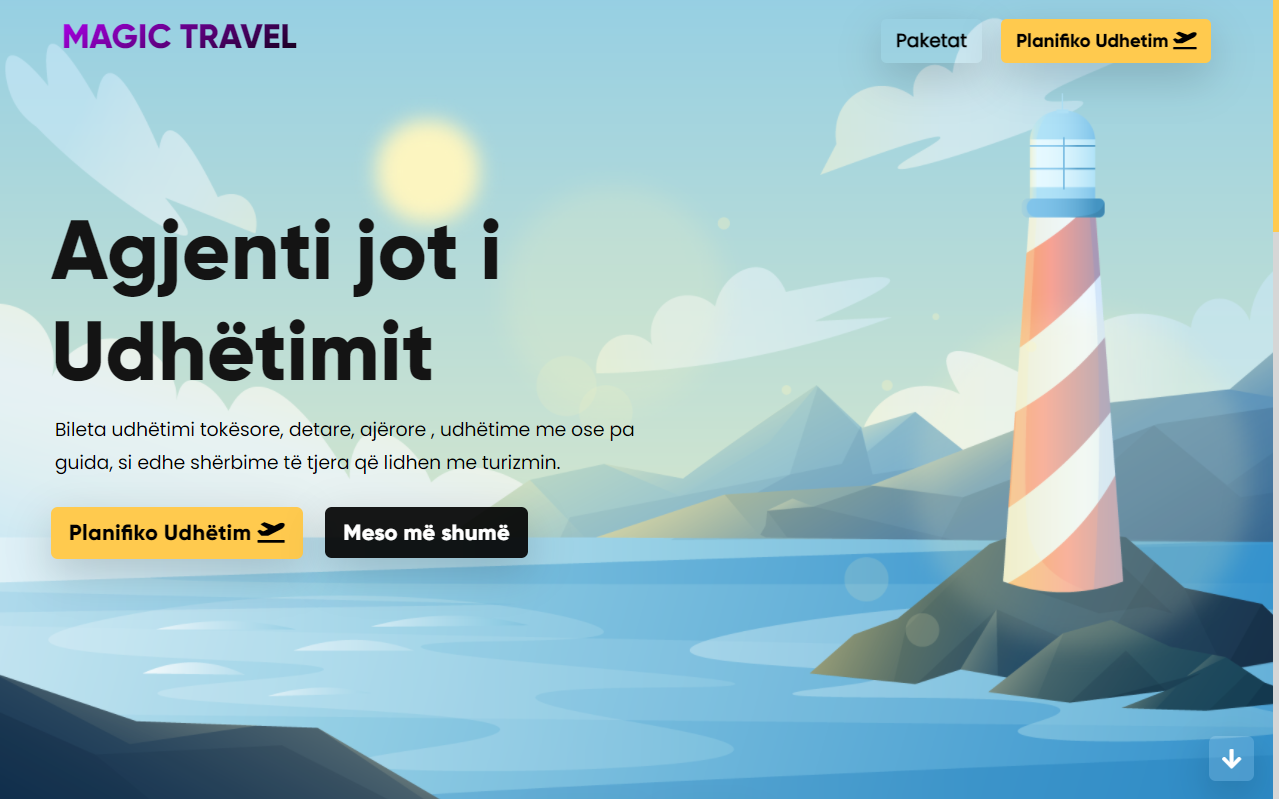 MAGIC TRAVEL
Paketat
Planifiko Udhetim
Agjenti jot i
Udhëtimit
Bileta udhëtimi tokësore, detare, ajërore , udhëtime me ose pa
guida, si edhe shërbime të tjera që lidhen me turizmin.
Planifiko Udhëtim
Meso më shumë